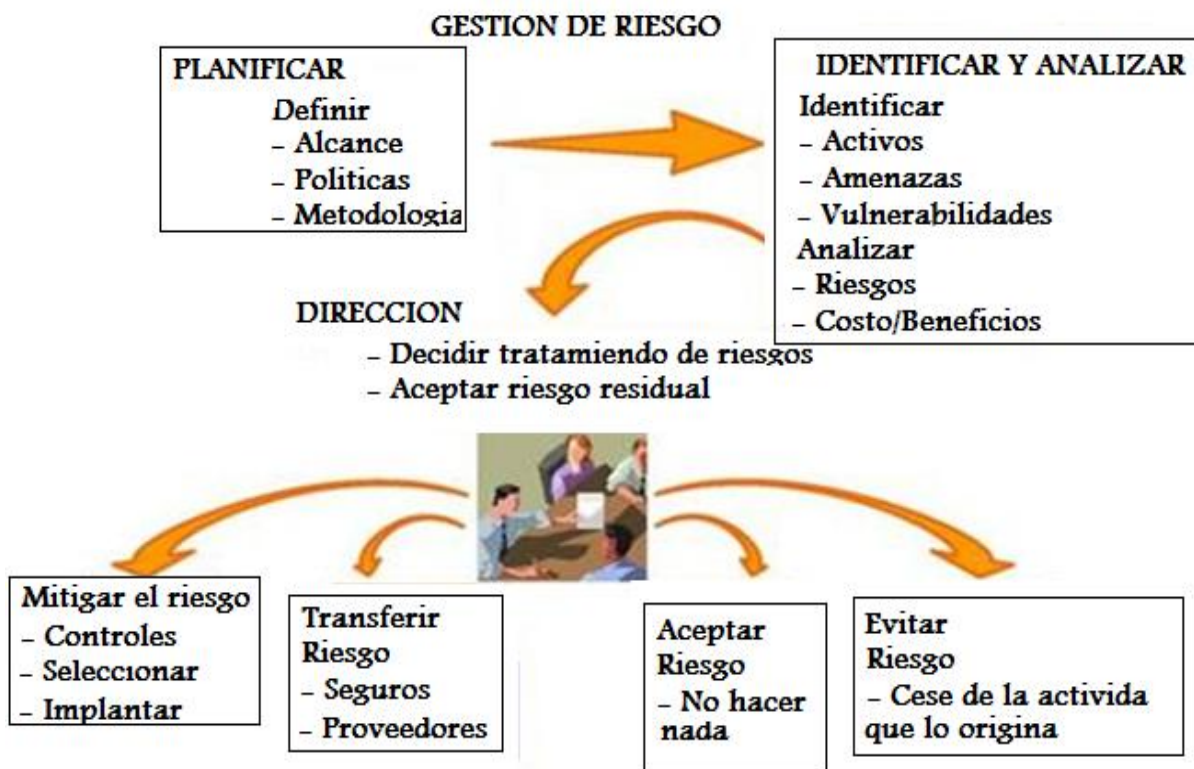 GESTION DE RIESGO
PLANIFICAR
Definir
- Alcance
- Politicas
- Metodologia
IDENTIFICAR Y ANALIZAR
Identificar
- Activos
- Amenazas
- Vulnerabilidades
Analizar
- Riesgos
- Costo/Beneficios
DIRECCION
- Decidir tratamiendo de riesgos
- Aceptar riesgo residual
Mitigar el riesgo
- Controles
- Seleccionar
- Implantar
Transferir
Riesgo
- Seguros
- Proveedores
Aceptar
Riesgo
- No hacer
nada
Evitar
Riesgo
- Cese de la activida
que lo origina